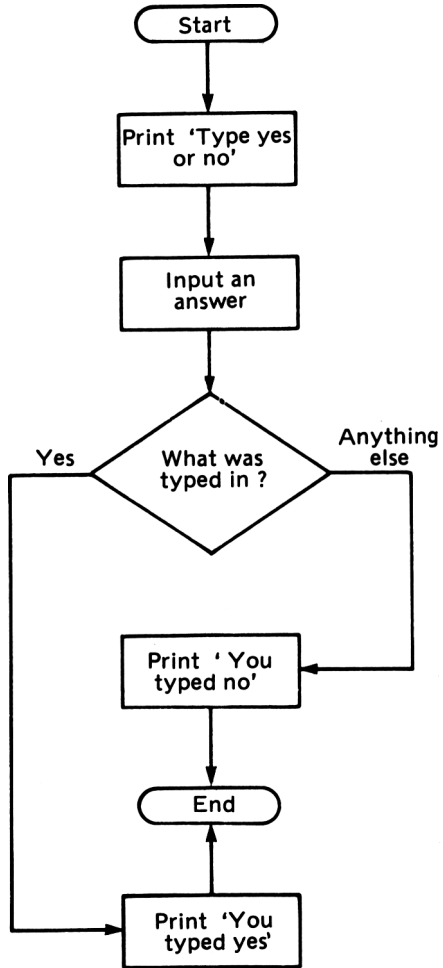 Start
Print ‘Type yes
or no’
Input an
answer
What was
typed in ?
Yes
Anything
else
Print ‘ You
typed no’
End
Print ‘You
typed yes’